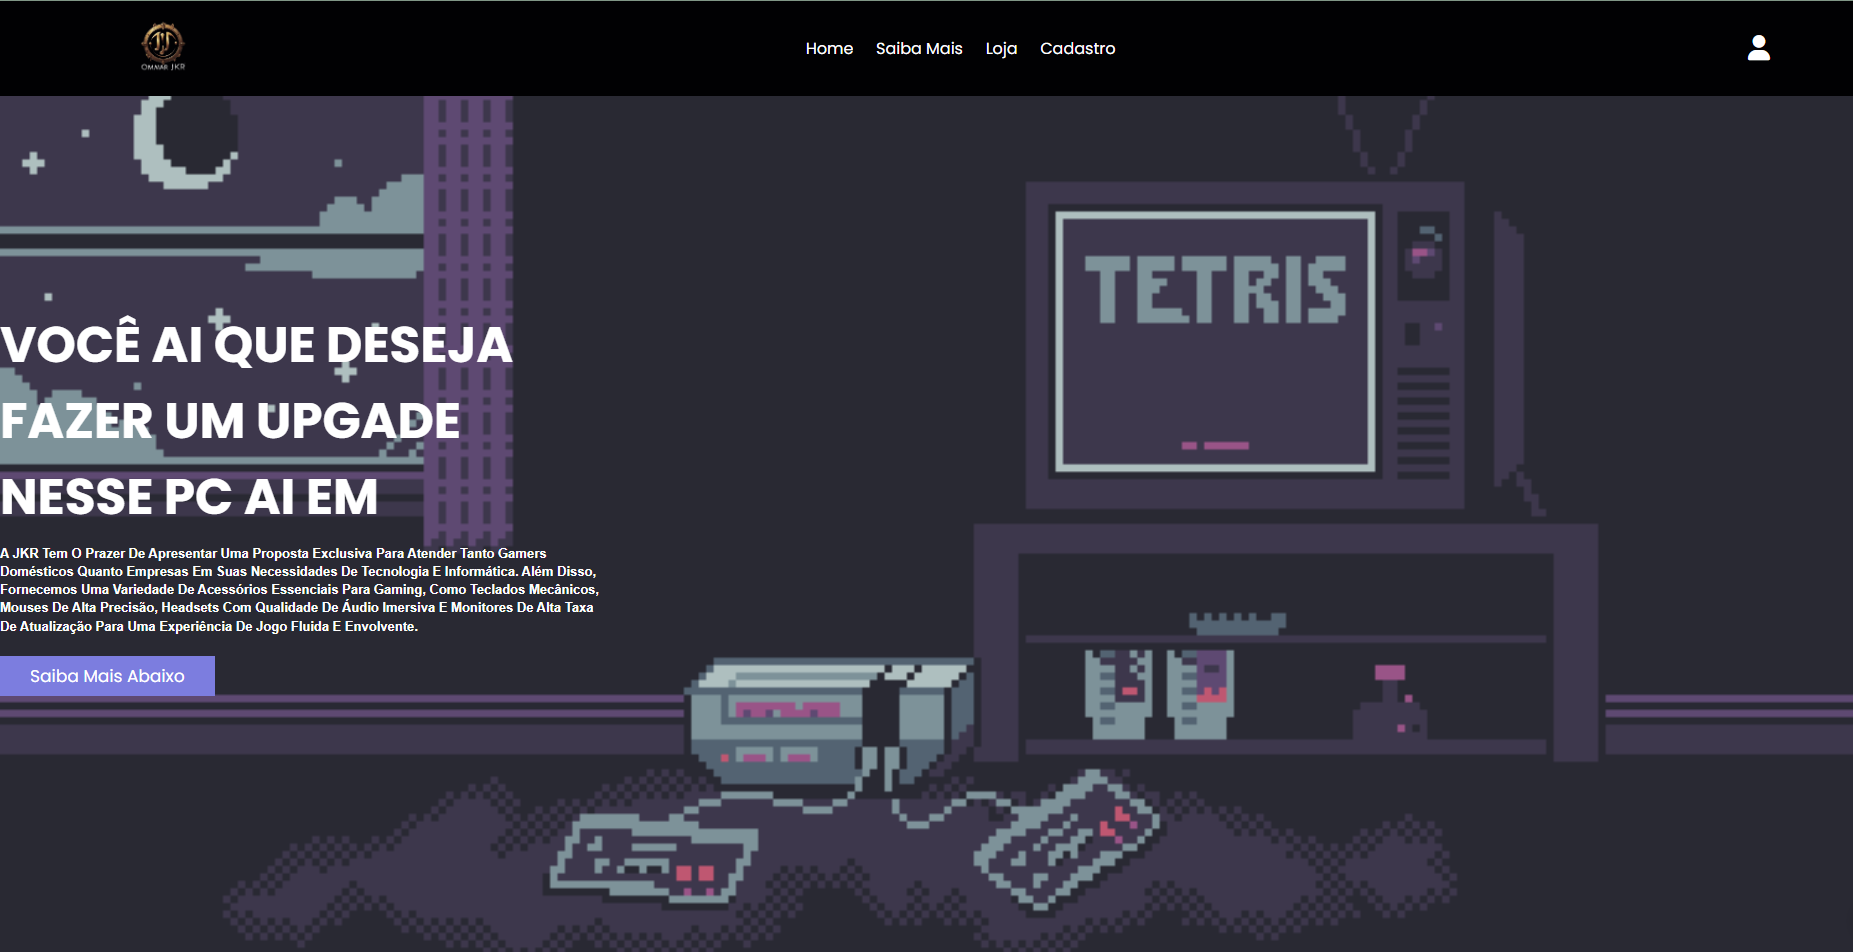 OMMAR JKR
Home Saiba Mais Loja Cadastro
TETRIS
VOCÊ AI QUE DESEJA
FAZER UM UPGADE
NESSE PC AI EM
A JKR Tem O Prazer De Apresentar Uma Proposta Exclusiva Para Atender Tanto Gamers
Domésticos Quanto Empresas Em Suas Necessidades De Tecnologia E Informática. Além Disso,
Fornecemos Uma Variedade De Acessórios Essenciais Para Gaming, Como Teclados Mecânicos,
Mouses De Alta Precisão, Headsets Com Qualidade De Áudio Imersiva E Monitores De Alta Taxa
De Atualização Para Uma Experiência De Jogo Fluida E Envolvente.
Saiba Mais Abaixo